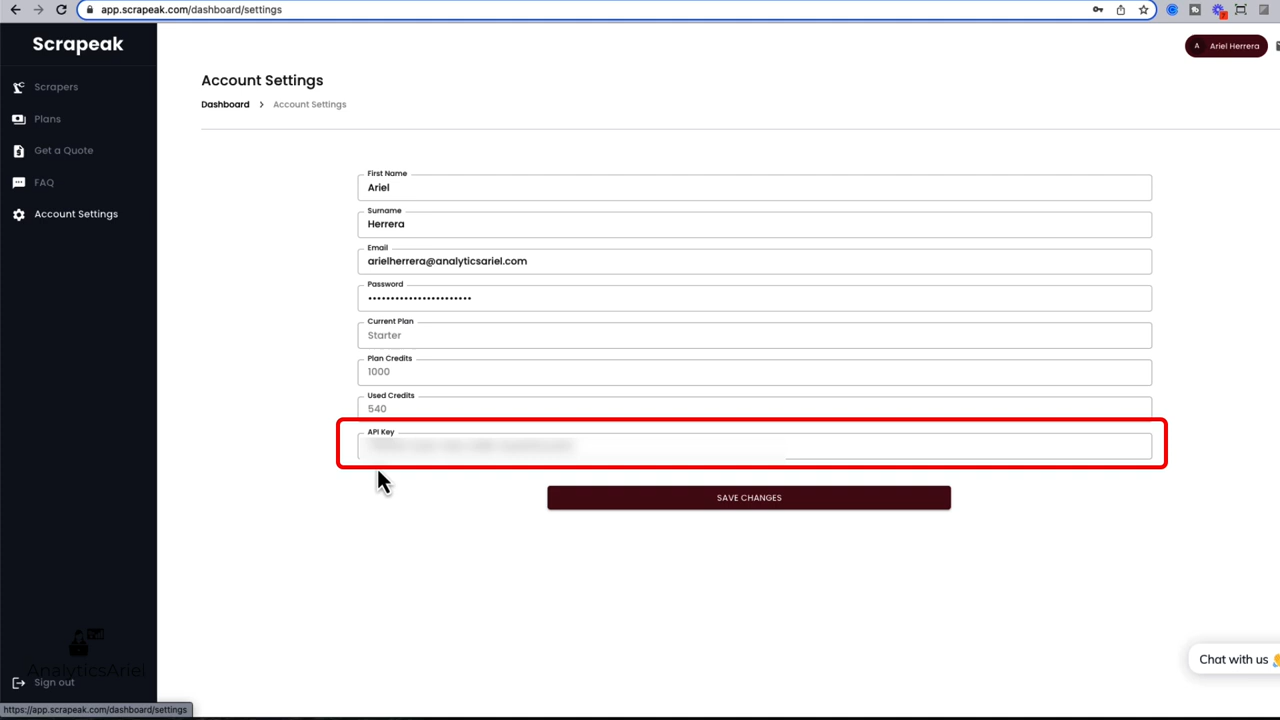 app.scrapeak.com/dashboard/settings
Scrapeak
A Ariel Herrera
Scrapers
Plans
Get a Quote
FAQ
Account Settings
Account Settings
Dashboard > Account Settings
First Name
Ariel
Surname
Herrera
Email
arielherrera@analyticsariel.com
Password
Current Plan
Starter
Plan Credits
1000
Used Credits
540
API Key
SAVE CHANGES
Chat with us
AnalyticsAriel
Sign out
https://app.scrapeak.com/dashboard/settings